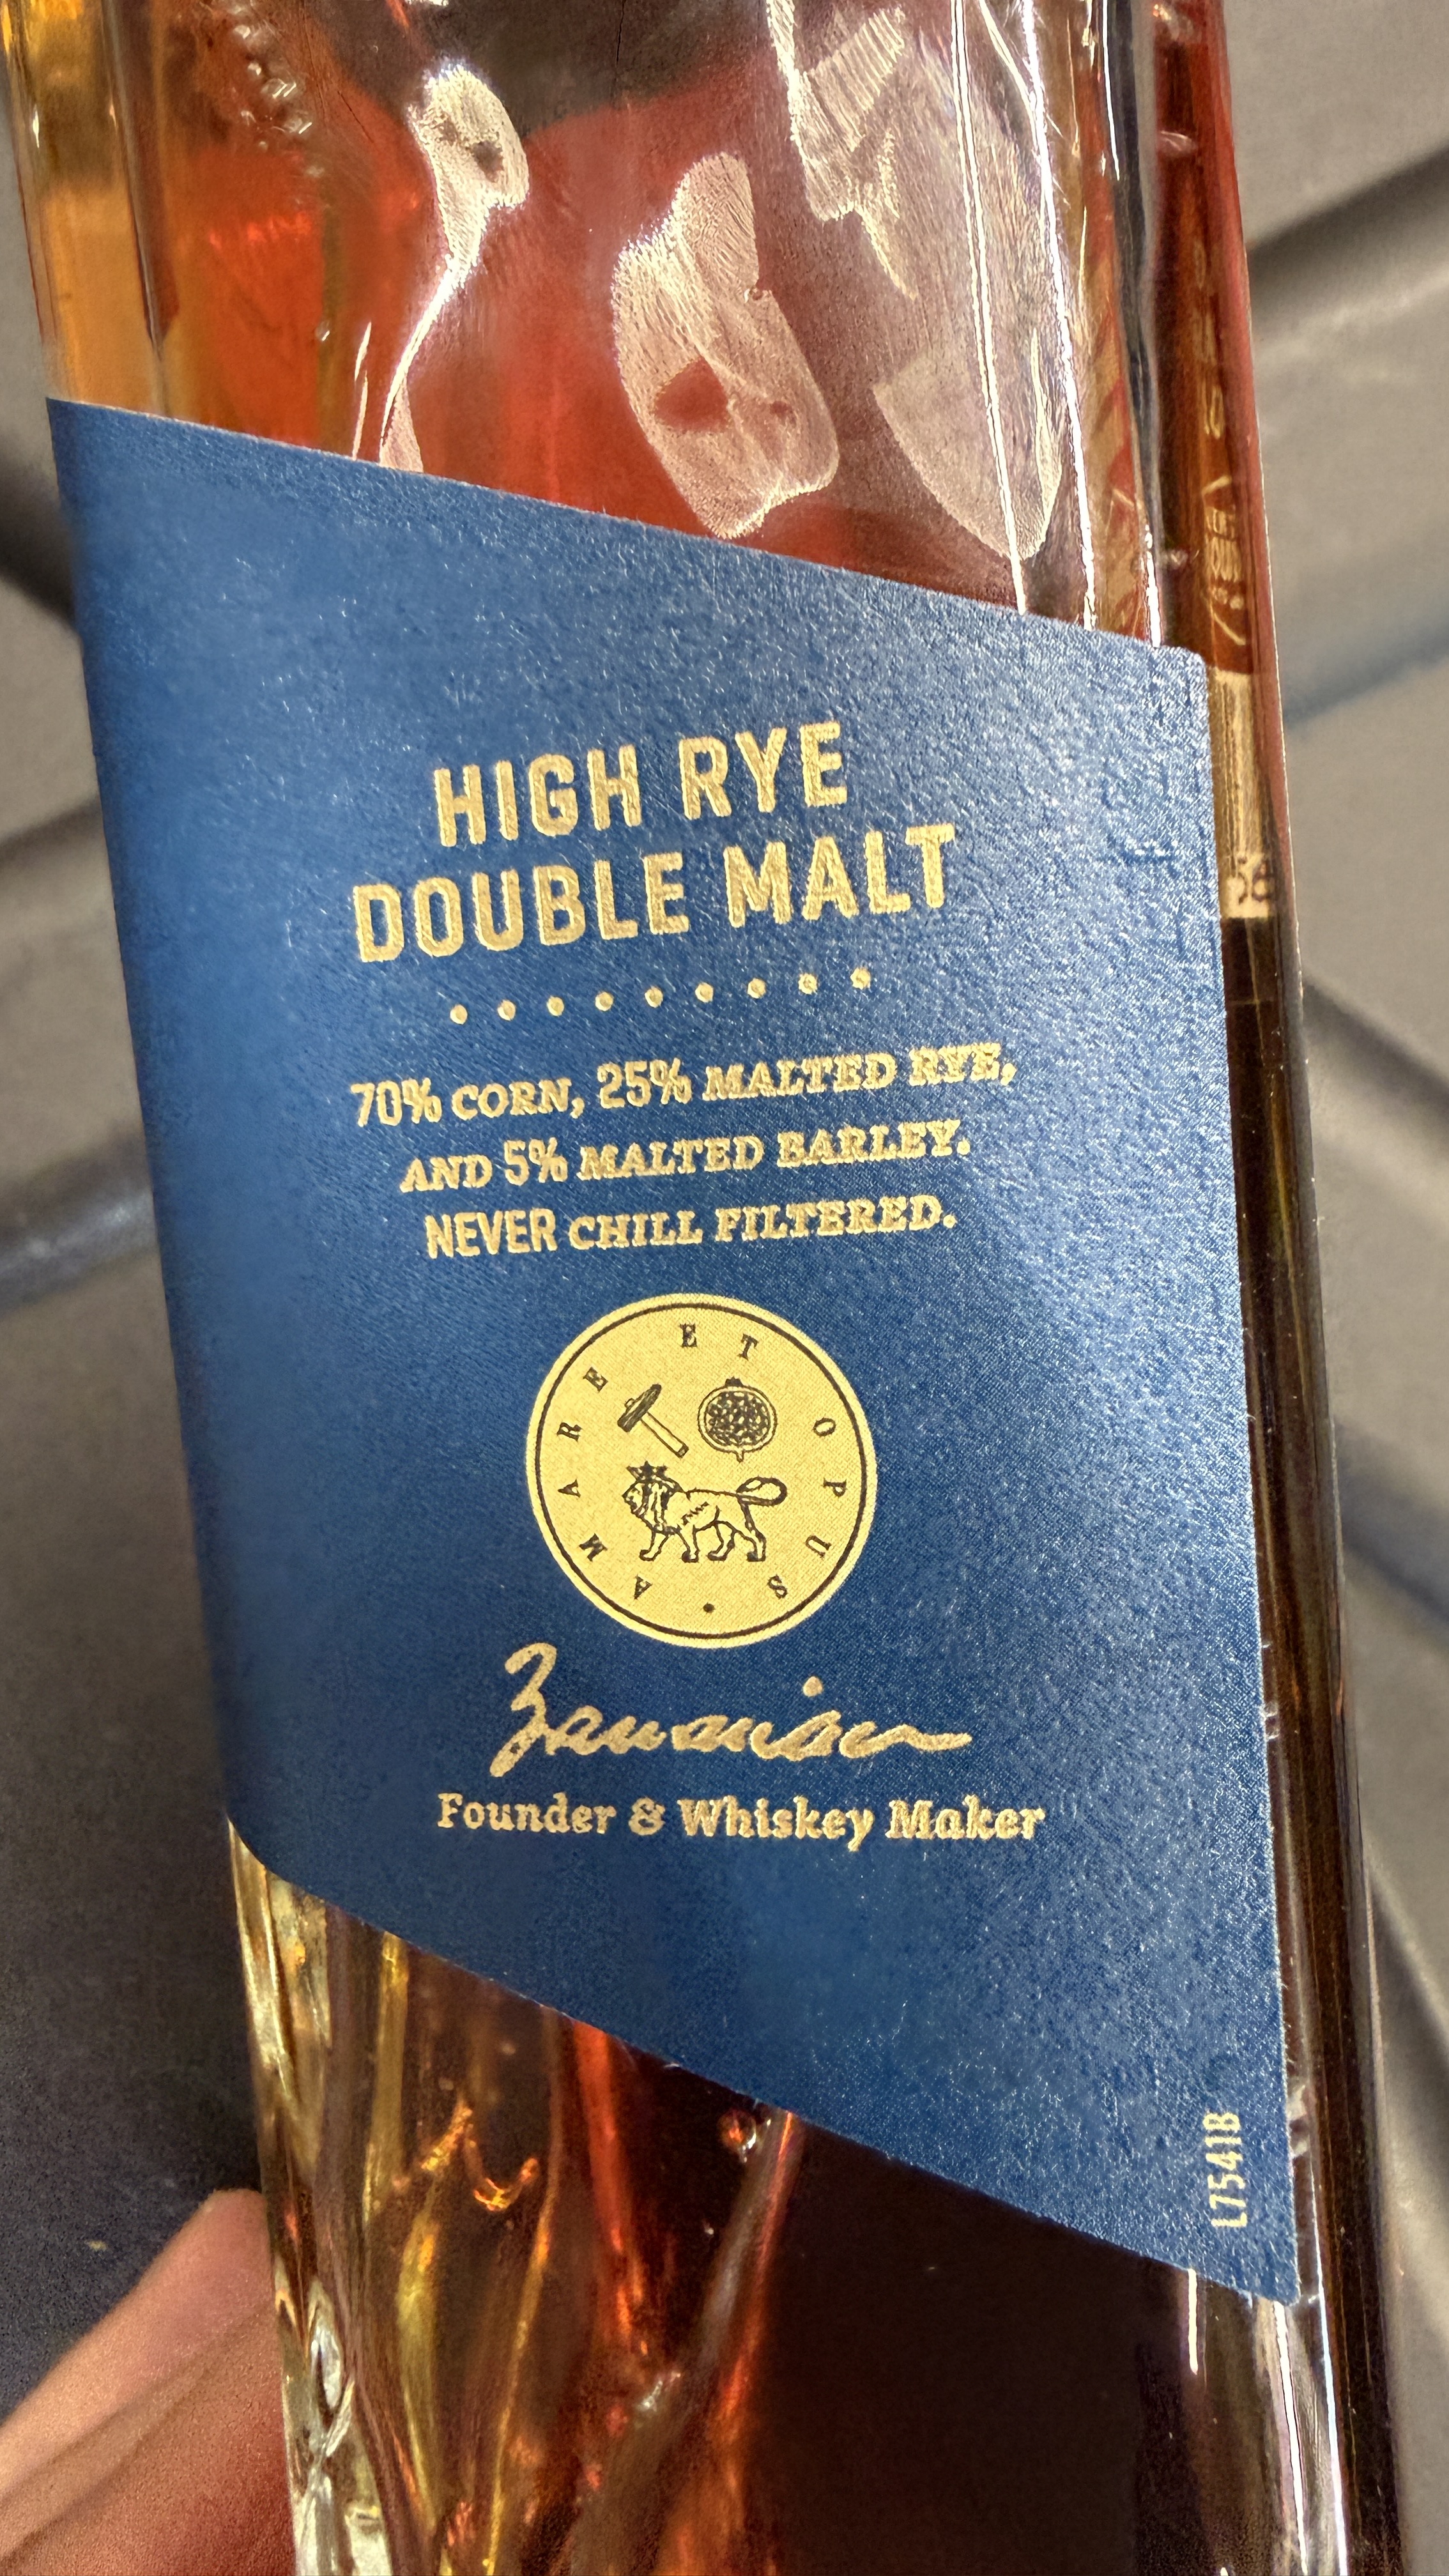 HIGH RYE
DOUBLE MALT
70% CORN, 25% MALTED RYE,
AND 5% MALTED BARLEY.
NEVER CHILL FILTERED.
AMARE ET OPUS
Zamanian
Founder & Whiskey Maker
L7541B